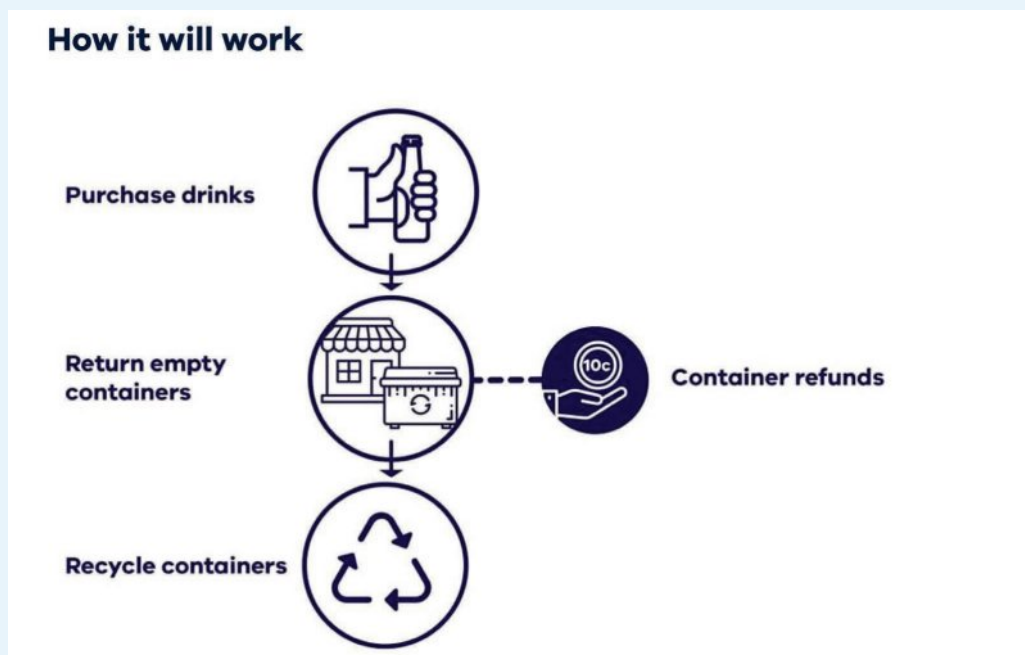 How it will work
Purchase drinks
Return empty
containers
10c
Container refunds
Recycle containers